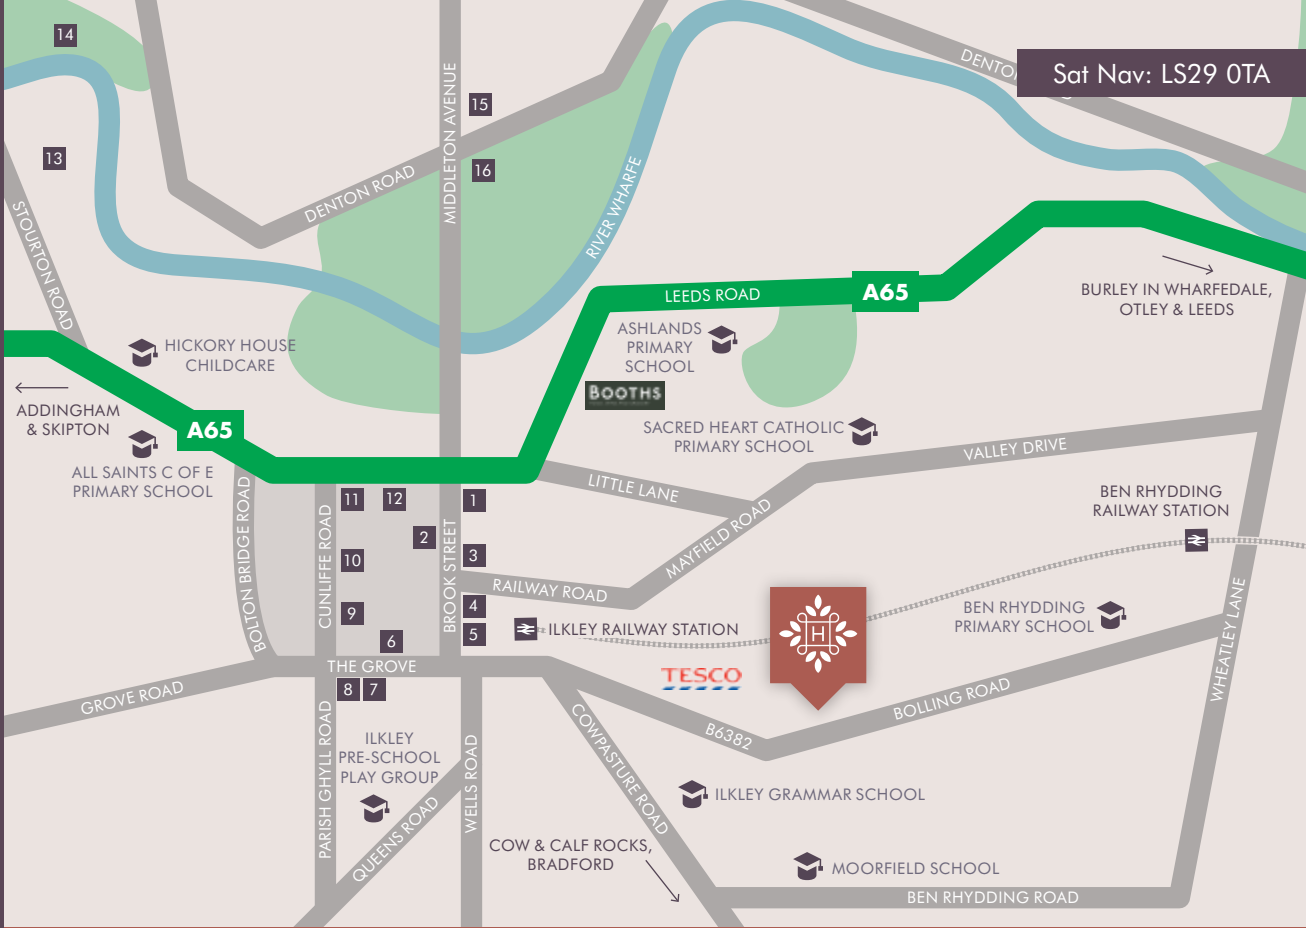 14
DENTO
Sat Nav: LS29 0TA
15
MIDDLETON AVENUE
13
16
DENTON ROAD
RIVER WHARFE
STOURTON ROAD
LEEDS ROAD
A65
BURLEY IN WHARFEDALE,
OTLEY & LEEDS
HICKORY HOUSE
CHILDCARE
ASHLANDS
PRIMARY
SCHOOL
BOOTHS
ADDINGHAM
& SKIPTON
A65
ALL SAINTS C OF E
PRIMARY SCHOOL
SACRED HEART CATHOLIC
PRIMARY SCHOOL
VALLEY DRIVE
LITTLE LANE
MAYFIELD ROAD
BEN RHYDDING
RAILWAY STATION
BOLTON BRIDGE ROAD
CUNLIFFE ROAD
BROOK STREET
11
12
1
2
3
10
RAILWAY ROAD
9
4
6
5
ILKLEY RAILWAY STATION
H
BEN RHYDDING
PRIMARY SCHOOL
WHEATLEY LANE
THE GROVE
GROVE ROAD
8
7
TESCO
BOLLING ROAD
B6382
COWPASTURE ROAD
PARISH GHYLL ROAD
ILKLEY
PRE-SCHOOL
PLAY GROUP
WELLS ROAD
QUEENS ROAD
ILKLEY GRAMMAR SCHOOL
COW & CALF ROCKS,
BRADFORD
MOORFIELD SCHOOL
BEN RHYDDING ROAD